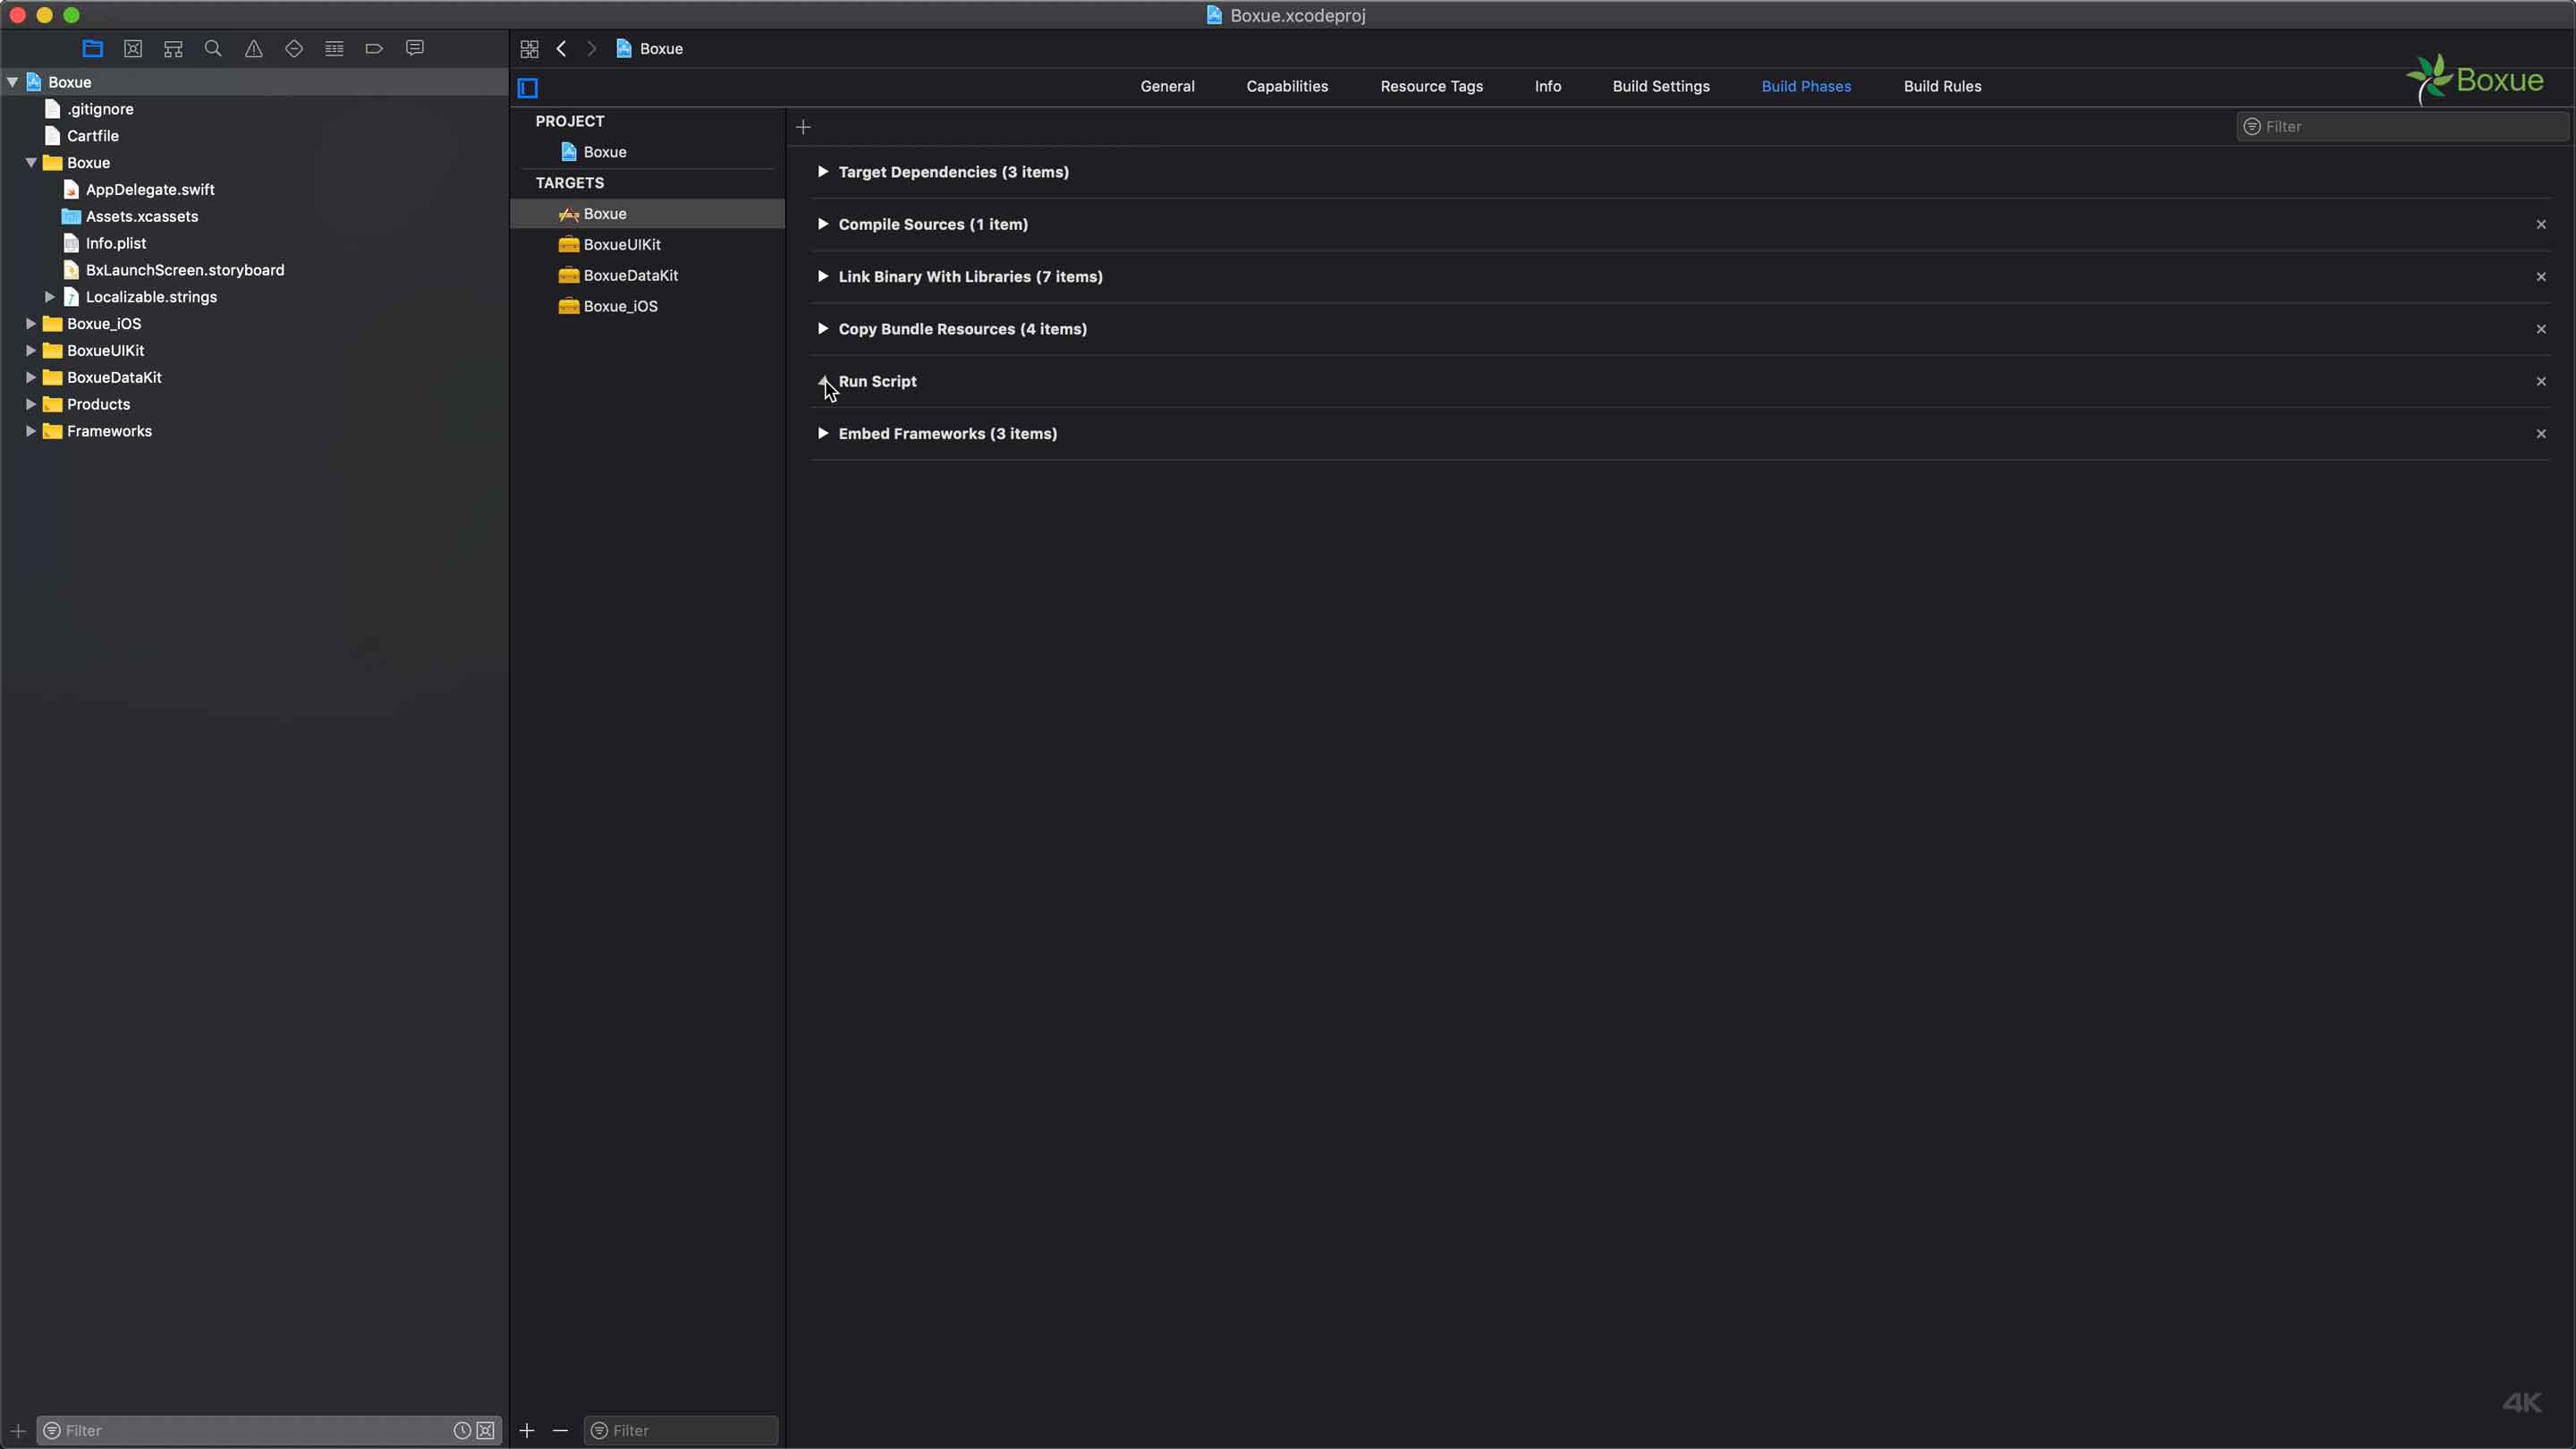 Boxue.xcodeproj
Boxue
General
Capabilities
Resource Tags
Info
Build Settings
Build Phases
Build Rules
Boxue
Boxue
.gitignore
Cartfile
Boxue
AppDelegate.swift
Assets.xcassets
Info.plist
BxLaunchScreen.storyboard
Localizable.strings
Boxue_iOS
BoxueUIKit
BoxueDataKit
Products
Frameworks
Filter
PROJECT
Boxue
TARGETS
Boxue
BoxueUIKit
BoxueDataKit
Boxue_iOS
Filter
Filter
Target Dependencies (3 items)
Compile Sources (1 item)
Link Binary With Libraries (7 items)
Copy Bundle Resources (4 items)
Run Script
Embed Frameworks (3 items)
4K